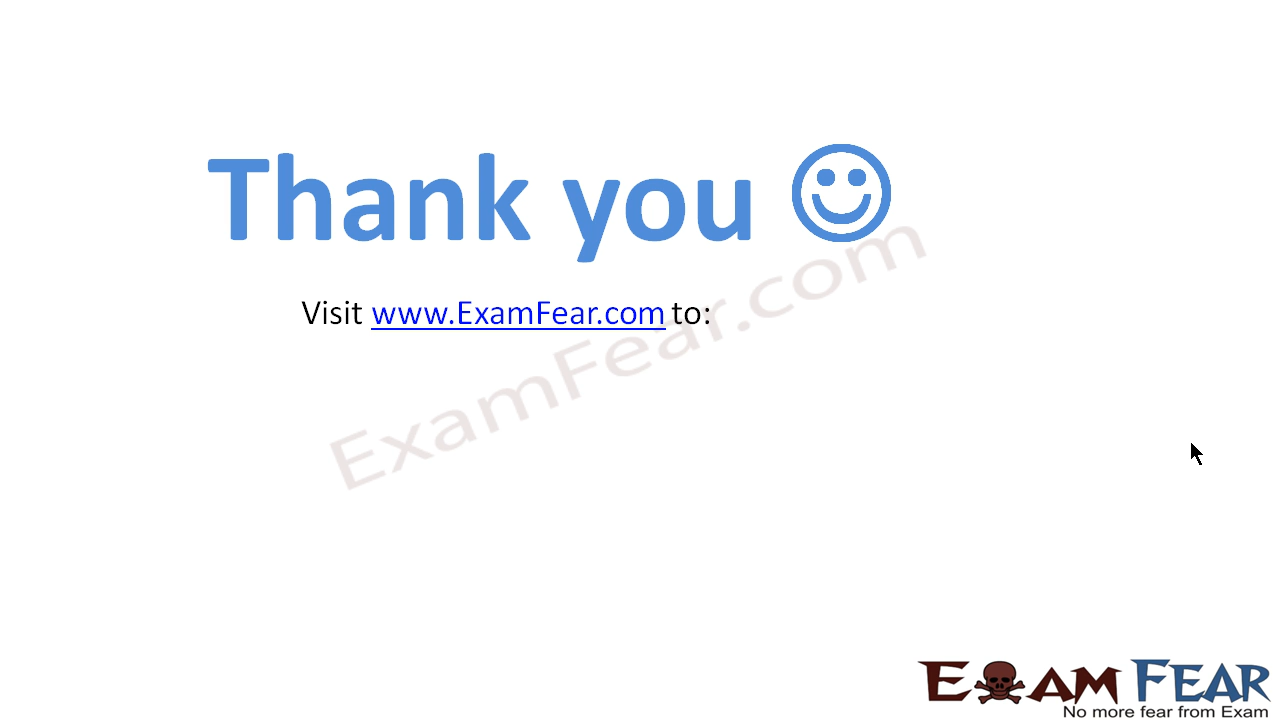 Thank you ☺
Visit www.ExamFear.com to:
ExamFear.com
EXAM FEAR
No more fear from Exam